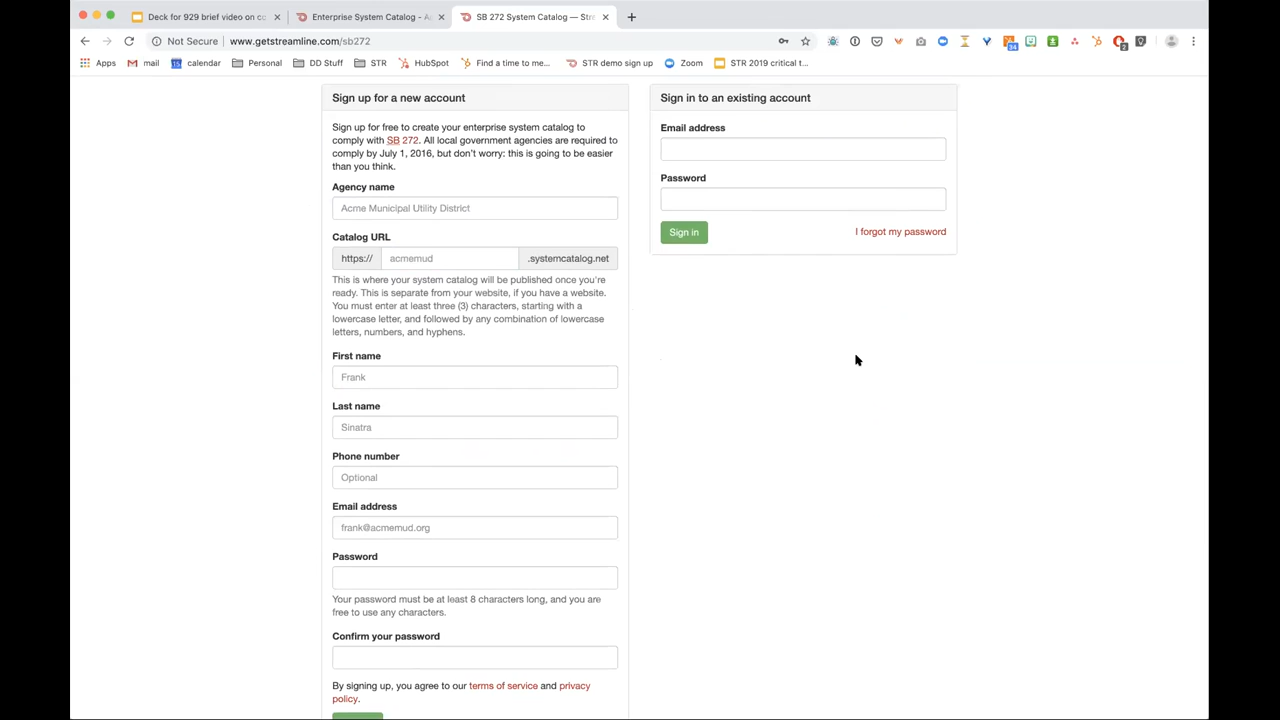 Deck for 929 brief video on cc
Enterprise System Catalog - A
SB 272 System Catalog — Stre
Not Secure
www.getstreamline.com/sb272
34
2
Apps
mail
15
calendar
Personal
DD Stuff
STR
HubSpot
Find a time to me...
STR demo sign up
Zoom
STR 2019 critical t...
Sign up for a new account
Sign up for free to create your enterprise system catalog to
comply with SB 272. All local government agencies are required to
comply by July 1, 2016, but don't worry: this is going to be easier
than you think.
Agency name
Acme Municipal Utility District
Catalog URL
https://
acmemud
.systemcatalog.net
This is where your system catalog will be published once you're
ready. This is separate from your website, if you have a website.
You must enter at least three (3) characters, starting with a
lowercase letter, and followed by any combination of lowercase
letters, numbers, and hyphens.
First name
Frank
Last name
Sinatra
Phone number
Optional
Email address
frank@acmemud.org
Password
Your password must be at least 8 characters long, and you are
free to use any characters.
Confirm your password
By signing up, you agree to our terms of service and privacy
policy.
Sign in to an existing account
Email address
Password
Sign in
I forgot my password